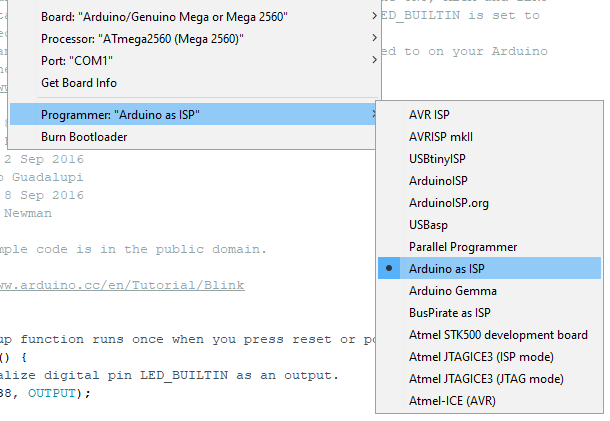 Board: "Arduino/Genuino Mega or Mega 2560"
ED_BUILTIN is set to
Processor: "ATmega2560 (Mega 2560)"
ed to on your Arduino
Port: "COM1"
Get Board Info
Programmer: "Arduino as ISP"
Burn Bootloader
AVR ISP
AVRISP mkII
USBtinyISP
ArduinoISP
ArduinoISP.org
USBasp
Parallel Programmer
Arduino as ISP
Arduino Gemma
BusPirate as ISP
Atmel STK500 development board
Atmel JTAGICE3 (ISP mode)
Atmel JTAGICE3 (JTAG mode)
Atmel-ICE (AVR)
2 Sep 2016
o Guadalupi
8 Sep 2016
Newman
mple code is in the public domain.
ww.arduino.cc/en/Tutorial/Blink
up function runs once when you press reset or po
() {
alize digital pin LED_BUILTIN as an output.
38, OUTPUT);